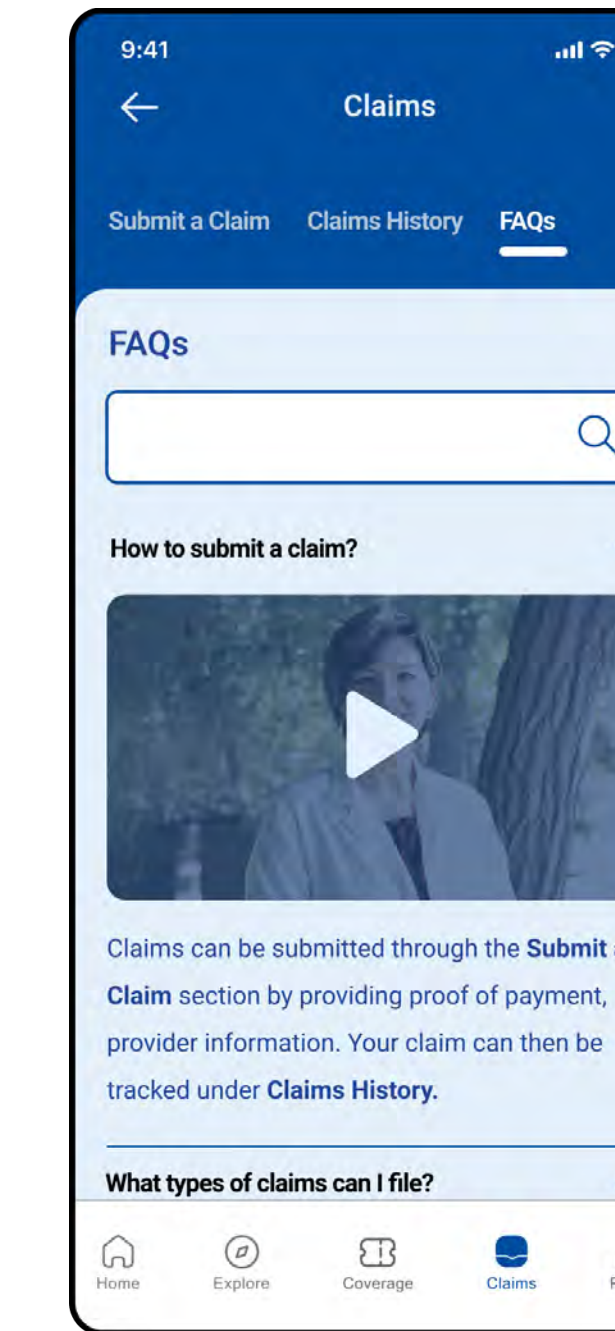 9:41
Claims
Submit a Claim Claims History FAQs
FAQs
How to submit a claim?
Claims can be submitted through the Submit
Claim section by providing proof of payment,
provider information. Your claim can then be
tracked under Claims History.
What types of claims can I file?
Home Explore Coverage Claims